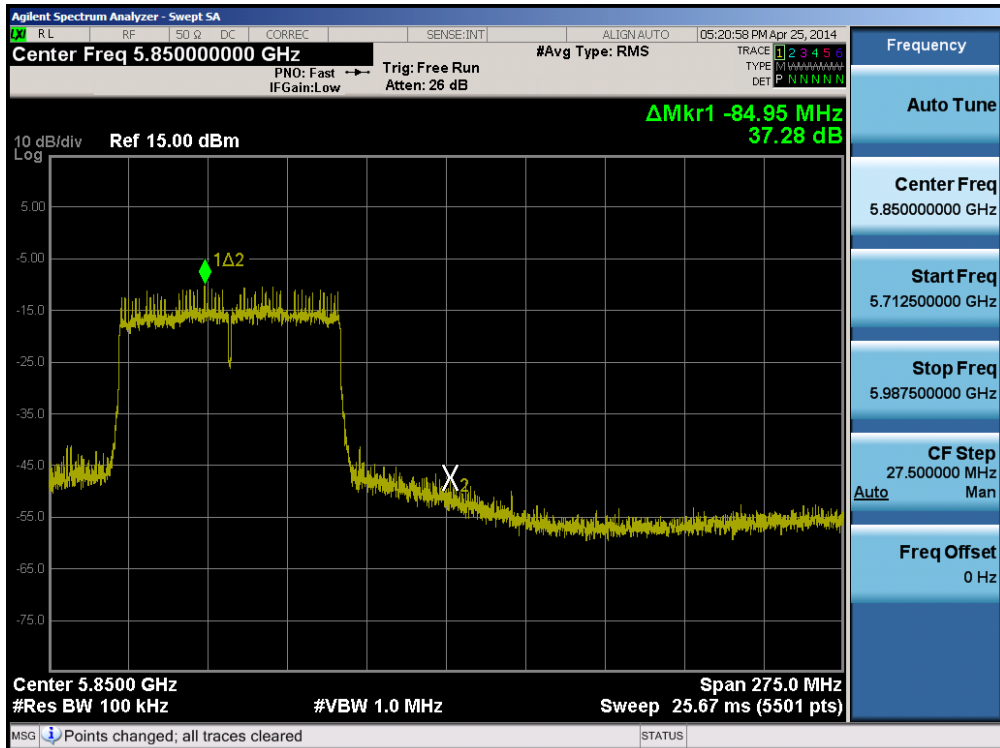 Agilent Spectrum Analyzer - Swept SA
LXI RL RF 50 Ω DC CORREC SENSE:INT ALIGN AUTO 05:20:58 PM Apr 25, 2014
Center Freq 5.850000000 GHz
PNO: Fast
IFGain:Low
Trig: Free Run
Atten: 26 dB
#Avg Type: RMS
TRACE 1 2 3 4 5 6
TYPE M
DET P N N N N N
Frequency
ΔMkr1 -84.95 MHz
37.28 dB
10 dB/div Ref 15.00 dBm
Log
5.00
-5.00
-15.0
-25.0
-35.0
-45.0
-55.0
-65.0
-75.0
1Δ2
X2
Center 5.8500 GHz Span 275.0 MHz
#Res BW 100 kHz #VBW 1.0 MHz Sweep 25.67 ms (5501 pts)
Auto Tune
Center Freq
5.850000000 GHz
Start Freq
5.712500000 GHz
Stop Freq
5.987500000 GHz
CF Step
27.500000 MHz
Auto Man
Freq Offset
0 Hz
MSG Points changed; all traces cleared STATUS